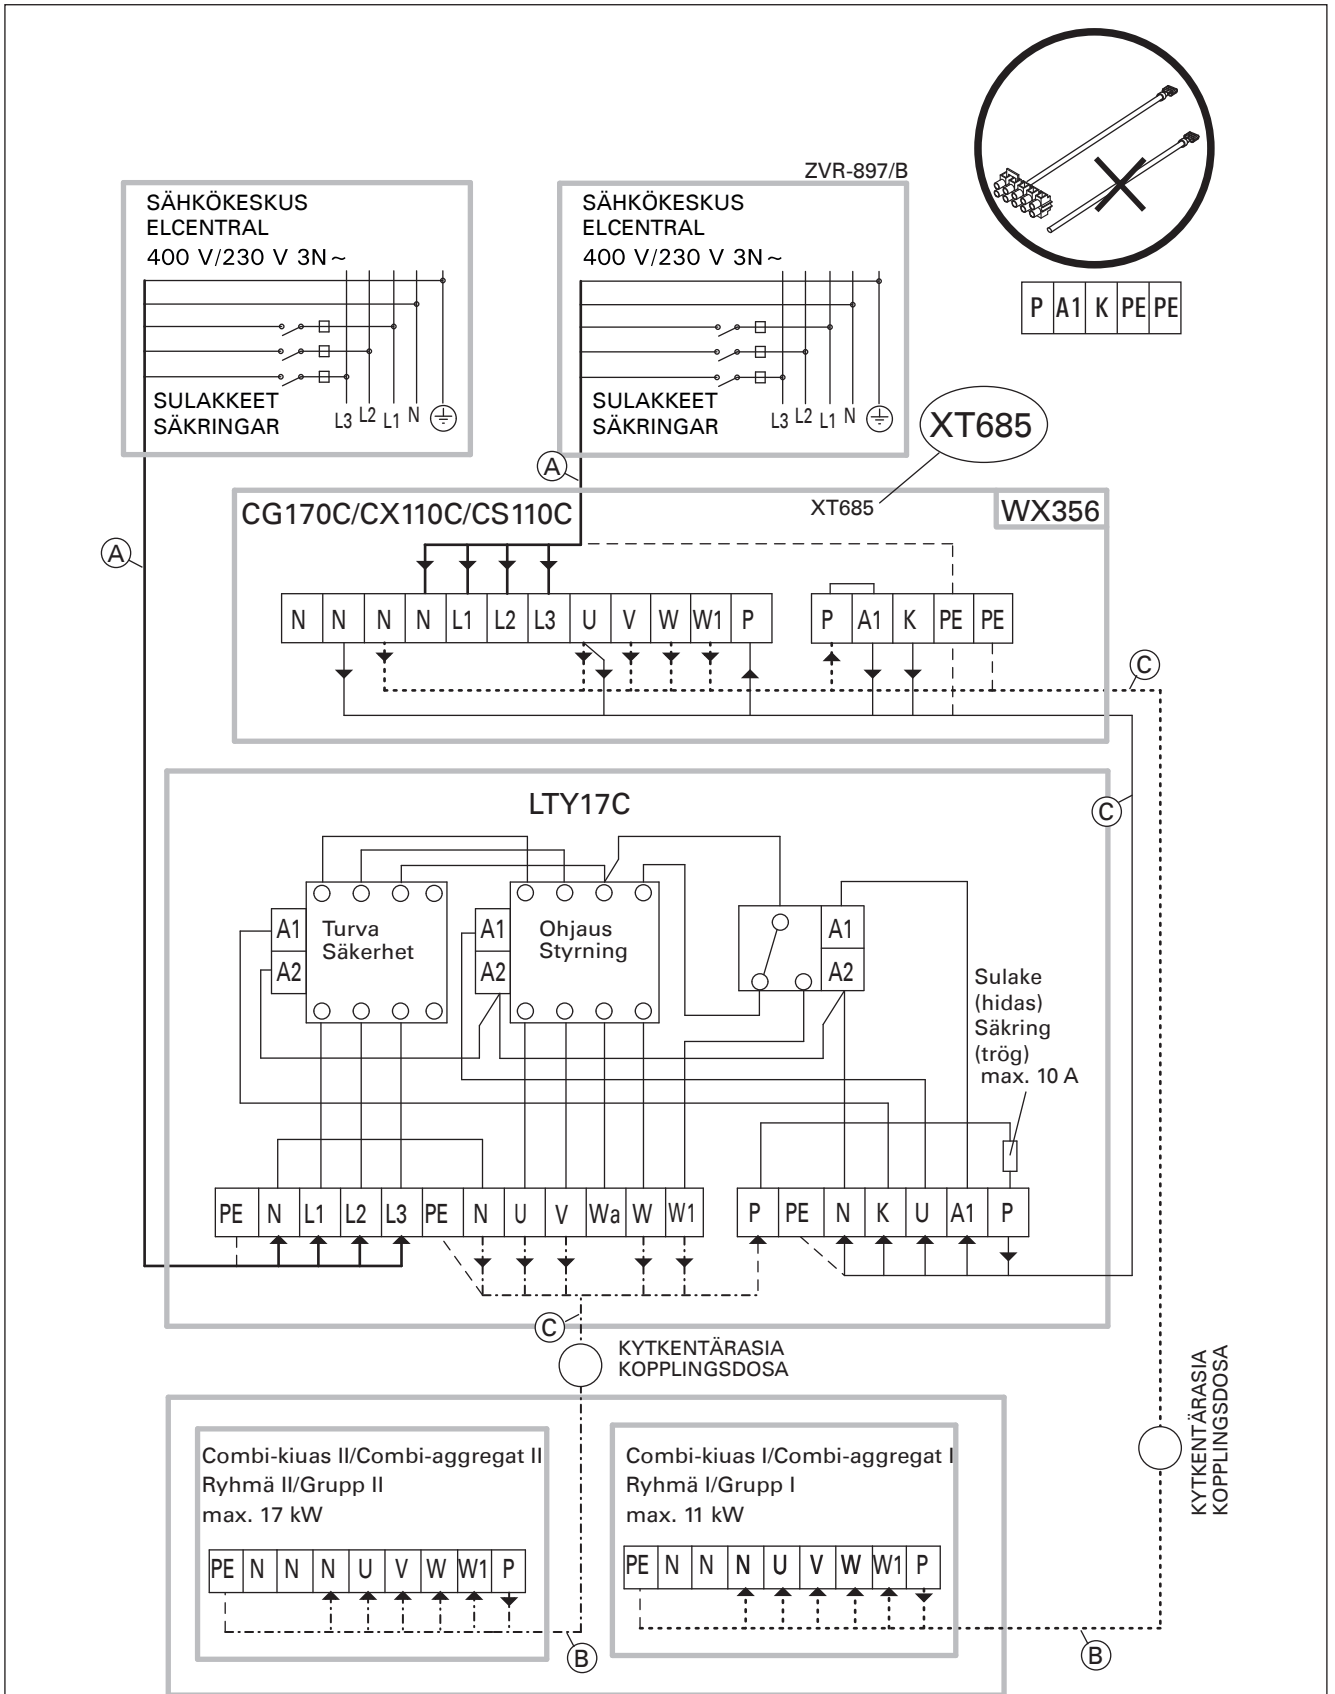 ZVR-897/B
SÄHKÖKESKUS
ELCENTRAL
400 V/230 V 3N~
SULAKKEET
SÄKRINGAR
L3 L2 L1 N
SÄHKÖKESKUS
ELCENTRAL
400 V/230 V 3N~
SULAKKEET
SÄKRINGAR
L3 L2 L1 N
P A1 K PE PE
XT685
A
A
CG170C/CX110C/CS110C
XT685
WX356
N N N N L1 L2 L3 U V W W1 P
P A1 K PE PE
C
LTY17C
C
A1
A2
Turva
Säkerhet
A1
A2
Ohjaus
Styrning
A1
A2
Sulake
(hidas)
Säkring
(trög)
max. 10 A
PE N L1 L2 L3 PE N U V Wa W W1
P PE N K U A1 P
C
KYTKENTÄRASIA
KOPPLINGSDOSA
KYTKENTÄRASIA
KOPPLINGSDOSA
Combi-kiuas II/Combi-aggregat II
Ryhmä II/Grupp II
max. 17 kW
PE N N N U V W W1 P
B
Combi-kiuas I/Combi-aggregat I
Ryhmä I/Grupp I
max. 11 kW
PE N N N U V W W1 P
B